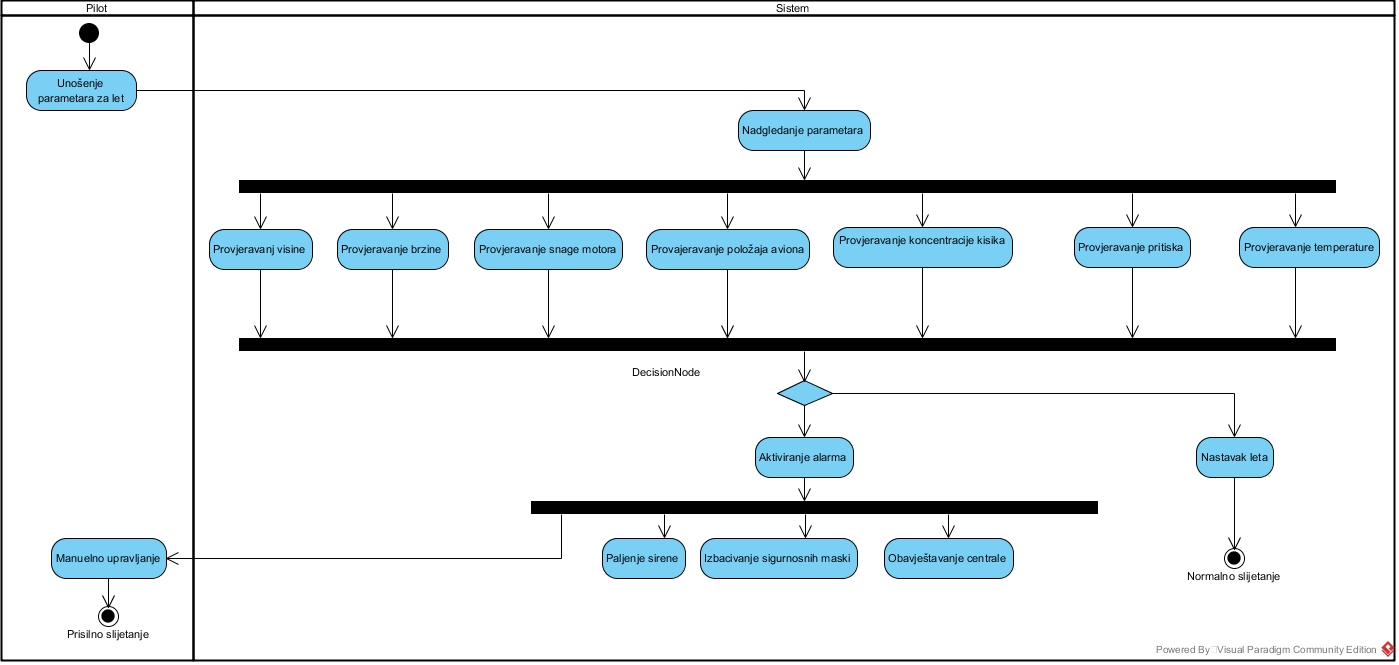 Pilot
Sistem
Unošenje
parametara za let
Nadgledanje parametara
Provjeravanj visine
Provjeravanje brzine
Provjeravanje snage motora
Provajeravanje položaja aviona
Provjeravanje koncentracije kisika
Provjeravanje pritiska
Provjeravanje temperature
DecisionNode
Aktiviranje alarma
Nastavak leta
Manuelno upravljanje
Paljenje sirene
Izbacivanje sigurnosnih maski
Obavještavanje centrale
Normalno slijetanje
Prisilno slijetanje
Powered By Visual Paradigm Community Edition